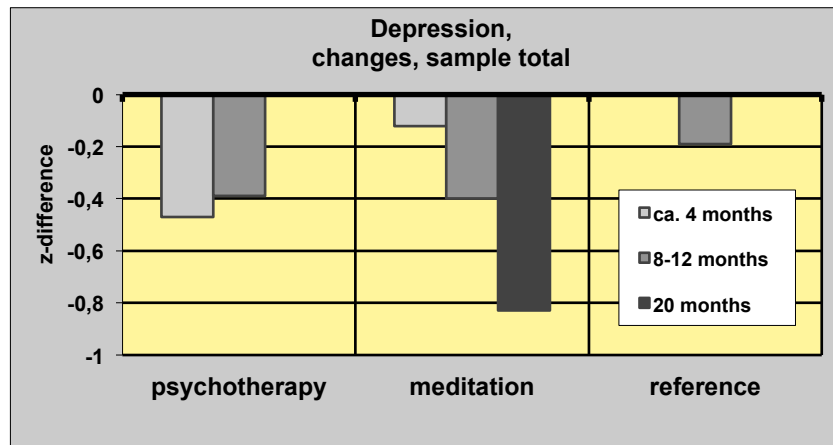 Depression,
changes, sample total
z-difference
0
-0,2
-0,4
-0,6
-0,8
-1
ca. 4 months
8-12 months
20 months
psychotherapy meditation reference